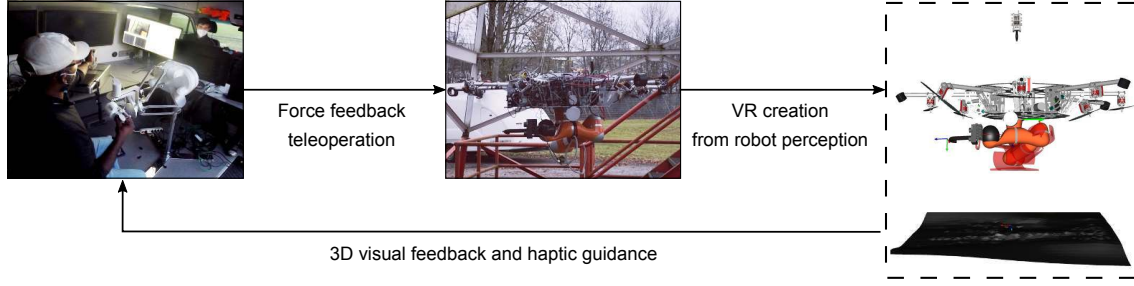 Force feedback
teleoperation
VR creation
from robot perception
3D visual feedback and haptic guidance